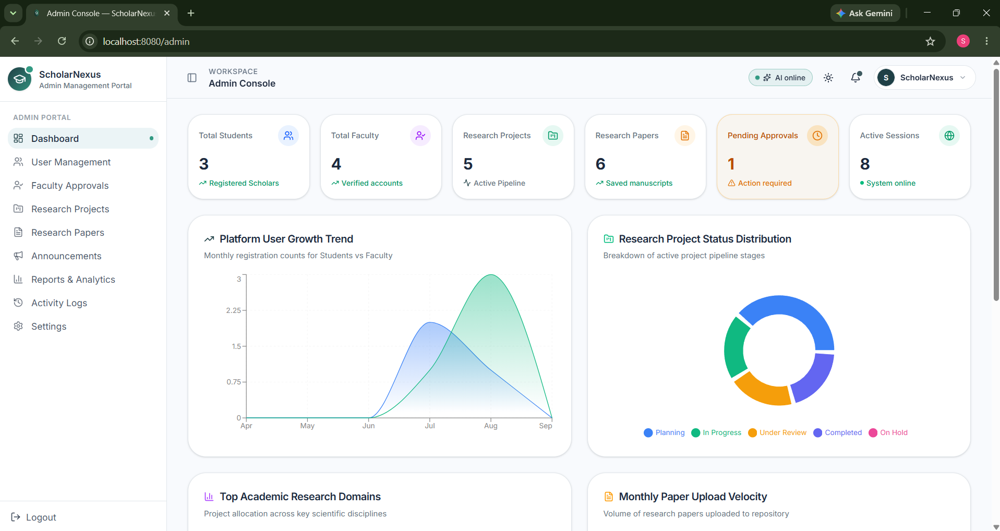 Admin Console — ScholarNexu
Ask Gemini
localhost:8080/admin
S
ScholarNexus
Admin Management Portal
WORKSPACE
Admin Console
AI online
S
ScholarNexus
ADMIN PORTAL
Dashboard
User Management
Faculty Approvals
Research Projects
Research Papers
Announcements
Reports & Analytics
Activity Logs
Settings
Logout
Total Students
3
Registered Scholars
Total Faculty
4
Verified accounts
Research Projects
5
Active Pipeline
Research Papers
6
Saved manuscripts
Pending Approvals
1
Action required
Active Sessions
8
System online
Platform User Growth Trend
Monthly registration counts for Students vs Faculty
3
2.25
1.5
0.75
0
Apr May Jun Jul Aug Sep
Research Project Status Distribution
Breakdown of active project pipeline stages
Planning In Progress Under Review Completed On Hold
Top Academic Research Domains
Project allocation across key scientific disciplines
Monthly Paper Upload Velocity
Volume of research papers uploaded to repository